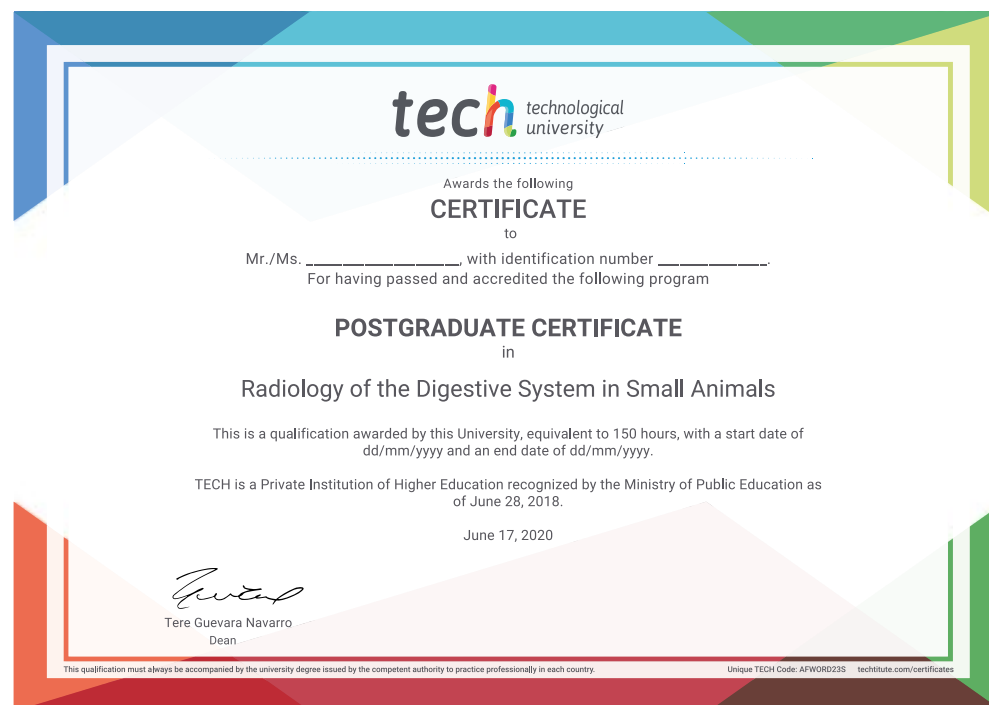 tech technological
university
Awards the following
CERTIFICATE
to
Mr./Ms. ____________________, with identification number ______________.
For having passed and accredited the following program
POSTGRADUATE CERTIFICATE
in
Radiology of the Digestive System in Small Animals
This is a qualification awarded by this University, equivalent to 150 hours, with a start date of
dd/mm/yyyy and an end date of dd/mm/yyyy.
TECH is a Private Institution of Higher Education recognized by the Ministry of Public Education as
of June 28, 2018.
June 17, 2020
Tere Guevara Navarro
Dean
This qualification must always be accompanied by the university degree issued by the competent authority to practice professionally in each country. Unique TECH Code: AFWORD23S techtitute.com/certificates